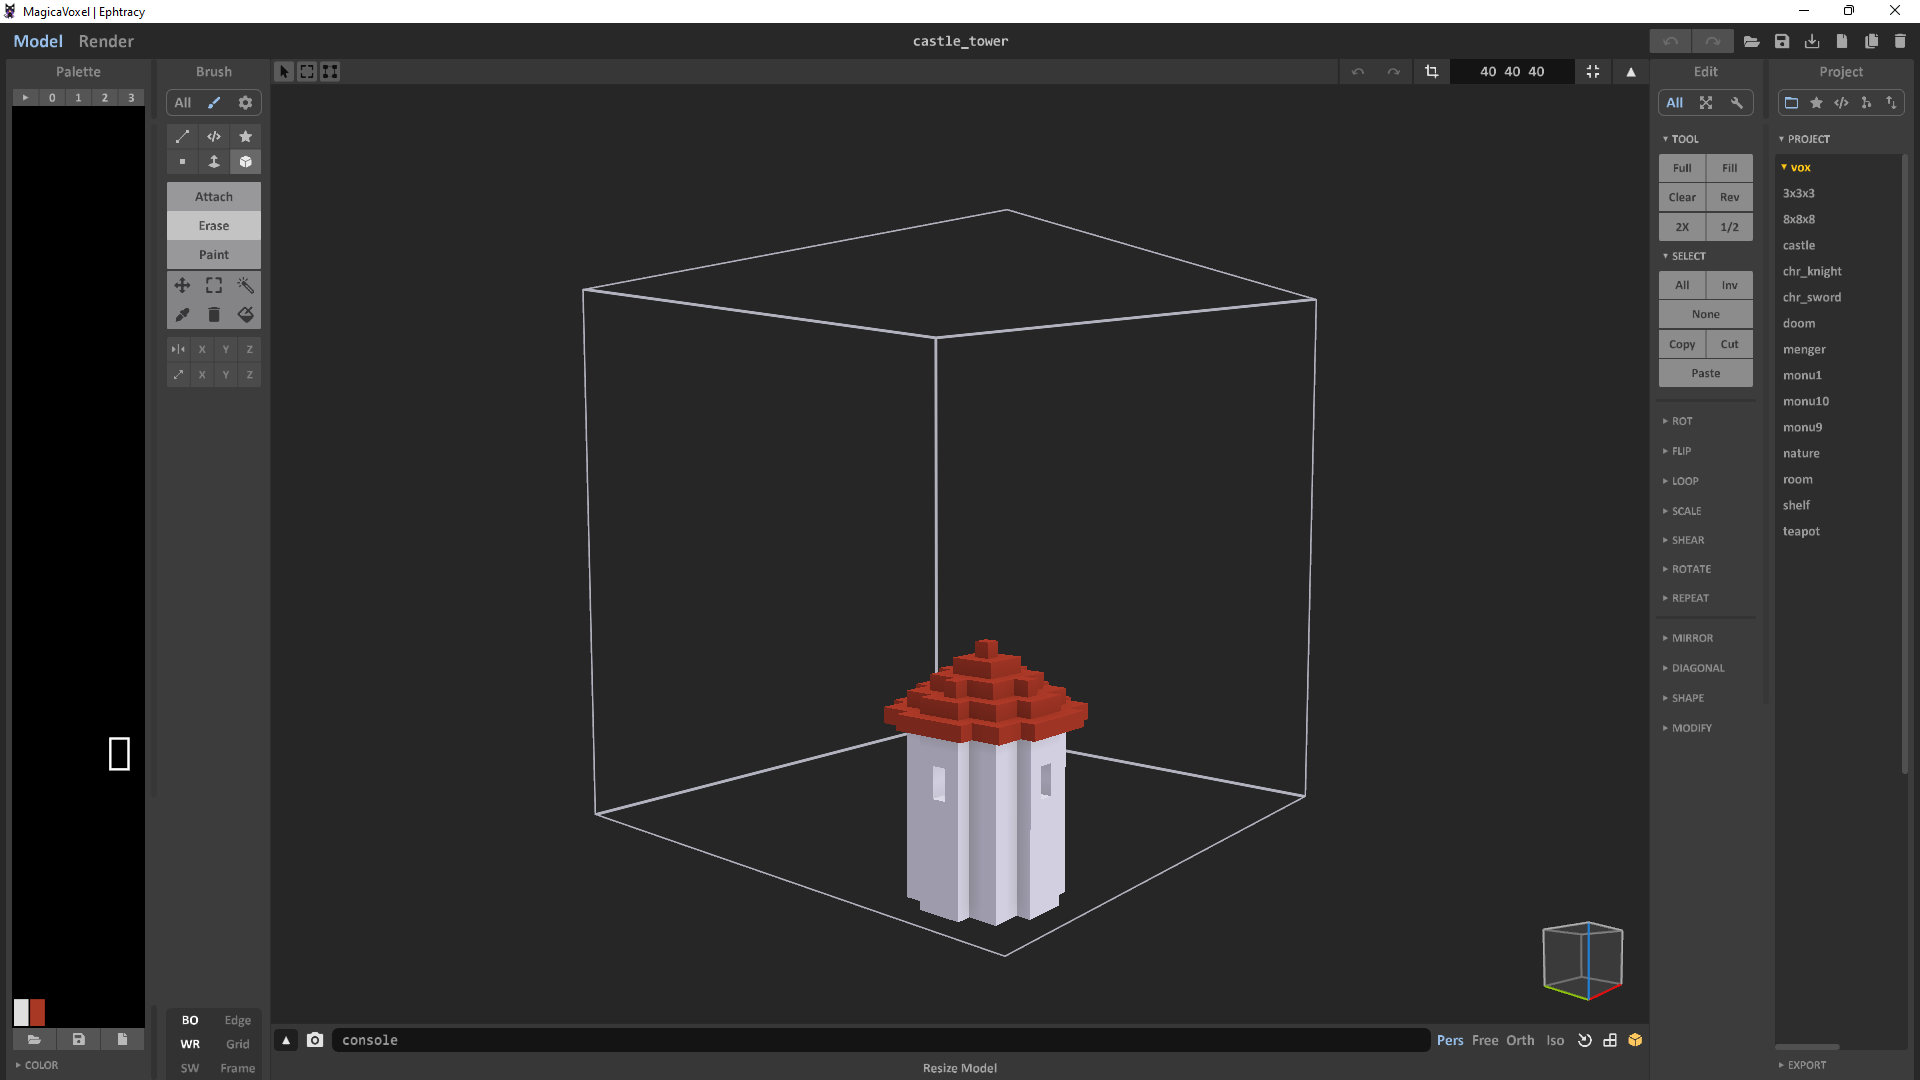 MagicaVoxel | Ephtracy
Model Render
castle_tower
Palette
0 1 2 3
COLOR
Brush
All
Attach
Erase
Paint
X Y Z
X Y Z
BO Edge
WR Grid
SW Frame
40 40 40
console
Pers Free Orth Iso
Resize Model
Edit
All
TOOL
Full Fill
Clear Rev
2X 1/2
SELECT
All Inv
None
Copy Cut
Paste
ROT
FLIP
LOOP
SCALE
SHEAR
ROTATE
REPEAT
MIRROR
DIAGONAL
SHAPE
MODIFY
Project
PROJECT
vox
3x3x3
8x8x8
castle
chr_knight
chr_sword
doom
menger
monu1
monu10
monu9
nature
room
shelf
teapot
EXPORT